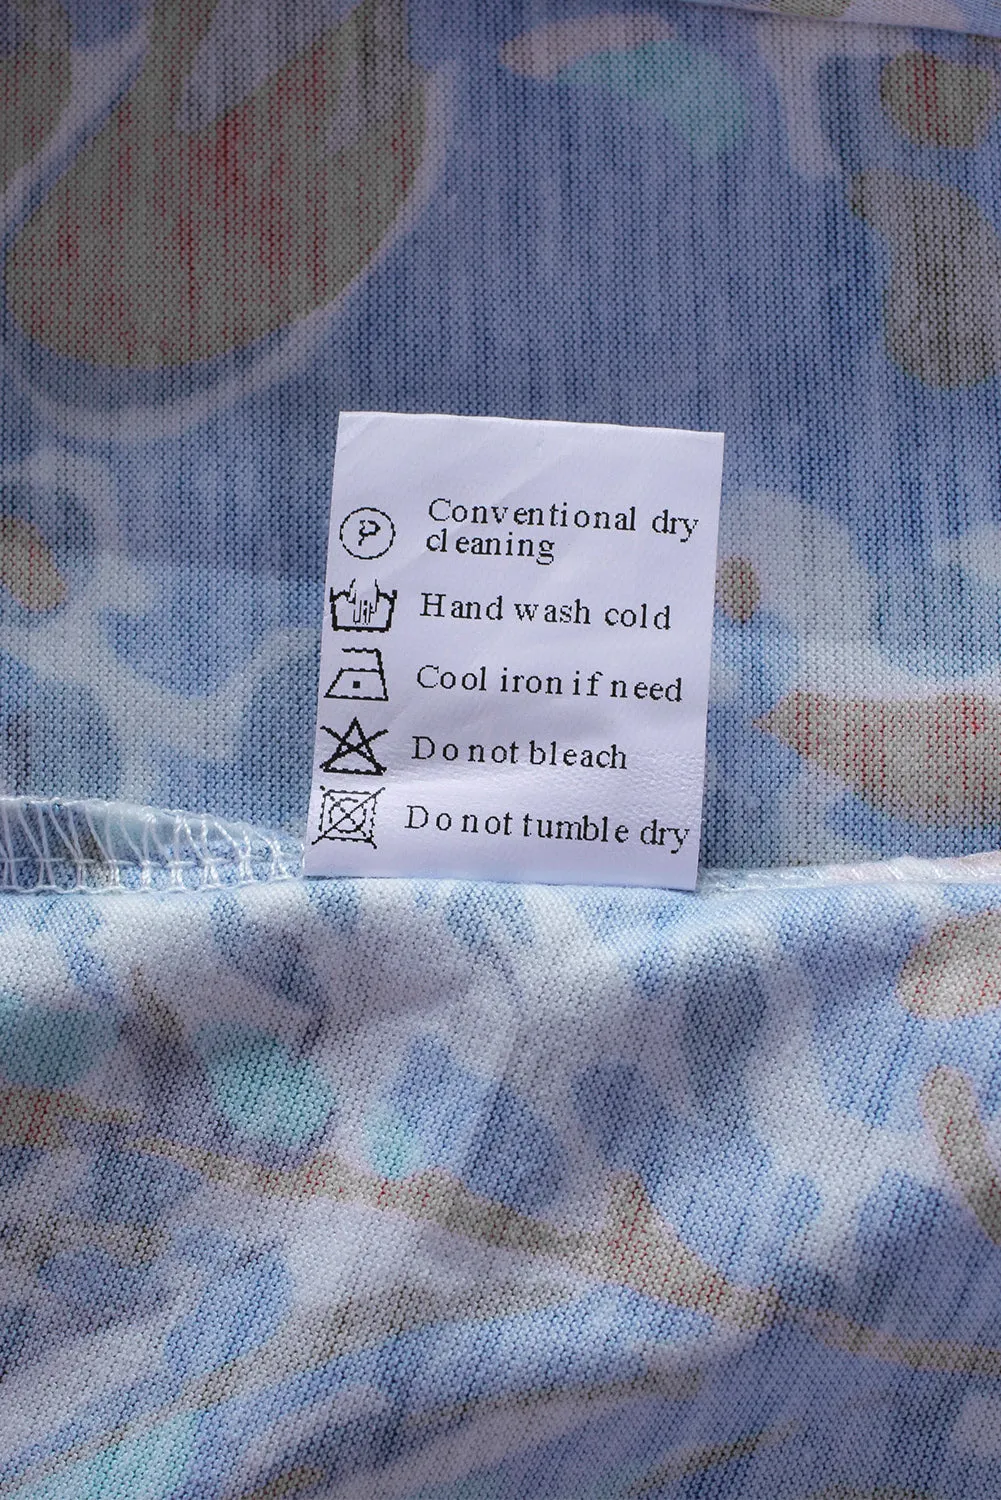 P Conventional dry
cleaning
Hand wash cold
Cool iron if need
Do not bleach
Do not tumble dry